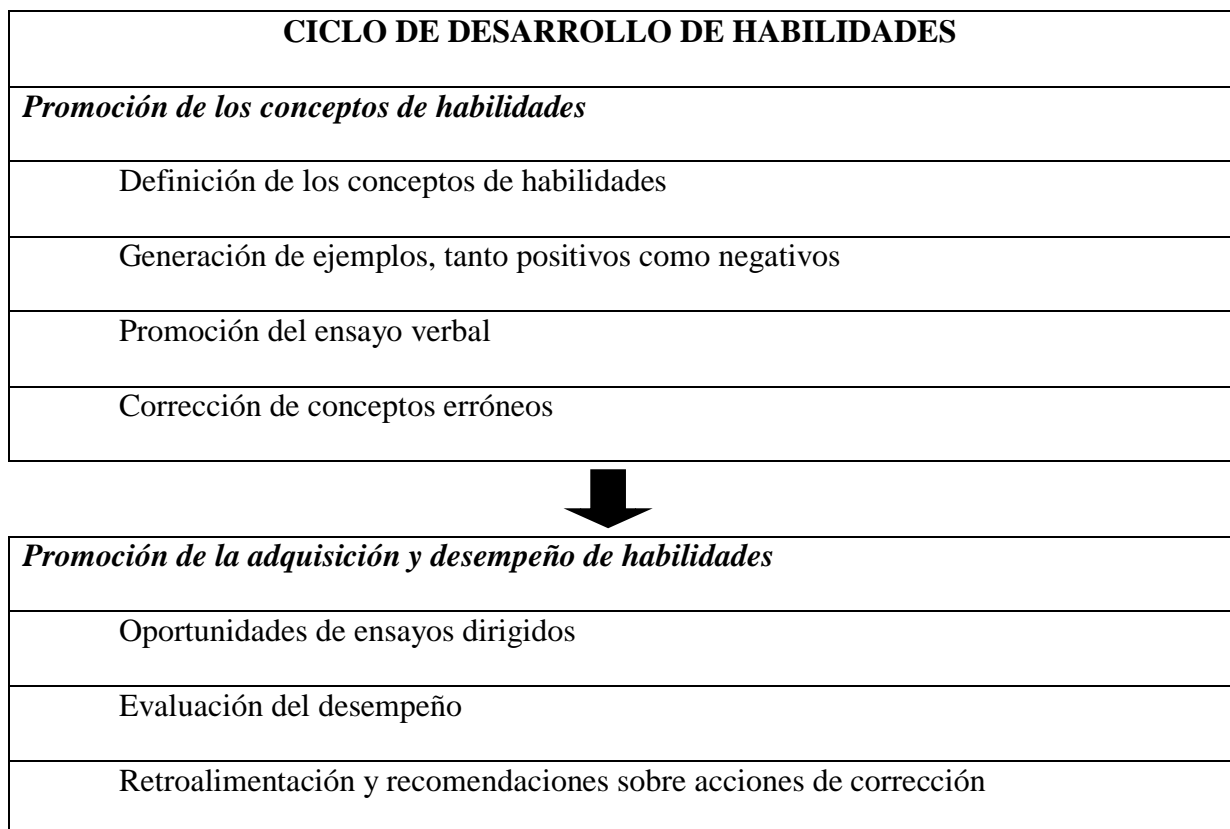 CICLO DE DESARROLLO DE HABILIDADES
Promoción de los conceptos de habilidades
Definición de los conceptos de habilidades
Generación de ejemplos, tanto positivos como negativos
Promoción del ensayo verbal
Corrección de conceptos erróneos
Promoción de la adquisición y desempeño de habilidades
Oportunidades de ensayos dirigidos
Evaluación del desempeño
Retroalimentación y recomendaciones sobre acciones de corrección